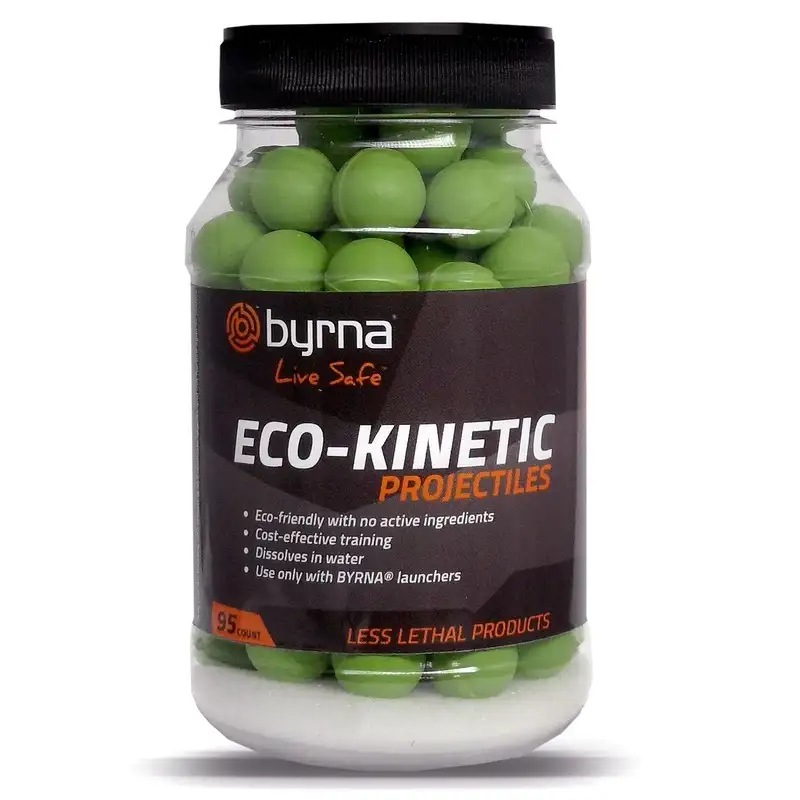 byrna
Live Safe™
ECO-KINETIC
PROJECTILES
• Eco-friendly with no active ingredients
• Cost-effective training
• Dissolves in water
• Use only with BYRNA® launchers
95 COUNT
LESS LETHAL PRODUCTS